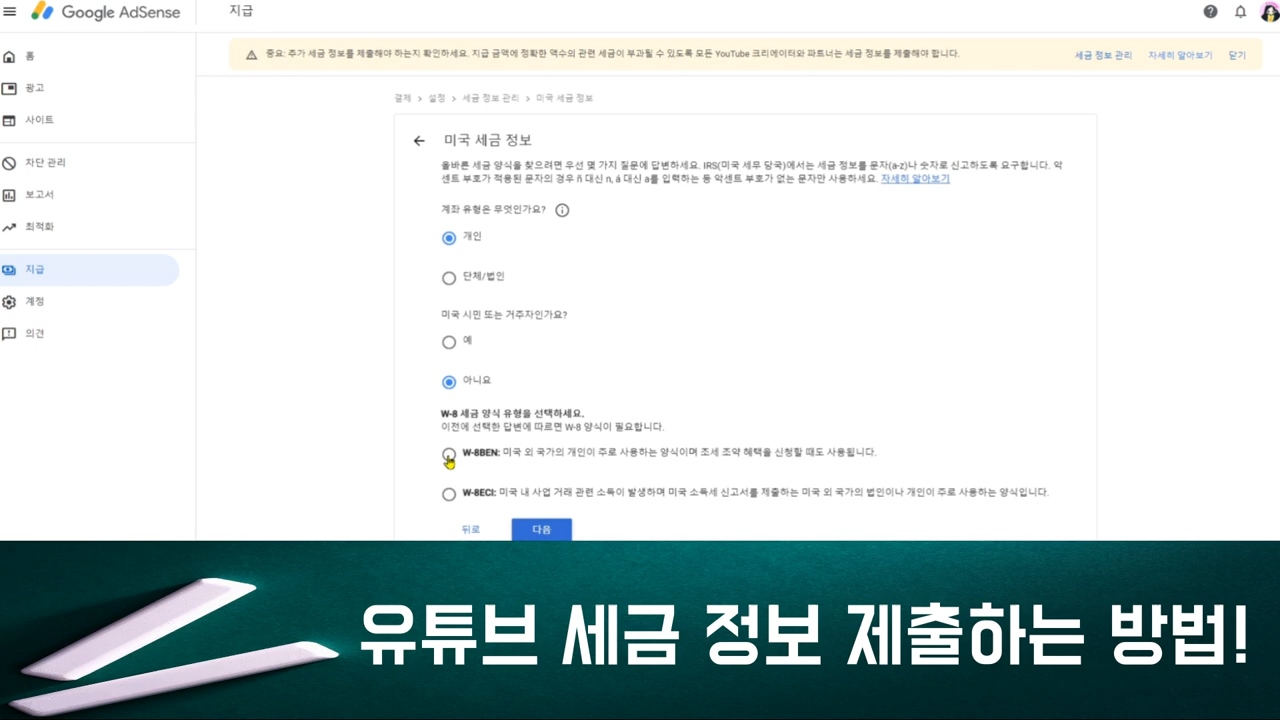 Google AdSense
지급
중요: 추가 세금 정보를 제출해야 하는지 확인하세요. 지급 금액에 정확한 액수의 관련 세금이 부과될 수 있도록 모든 YouTube 크리에이터와 파트너는 세금 정보를 제출해야 합니다.
세금 정보 관리
자세히 알아보기
닫기
홈
광고
사이트
차단 관리
보고서
최적화
지급
계정
의견
결제 > 설정 > 세금 정보 관리 > 미국 세금 정보
미국 세금 정보
올바른 세금 양식을 찾으려면 우선 몇 가지 질문에 답변하세요. IRS(미국 세무 당국)에서는 세금 정보를 문자(a-z)나 숫자로 신고하도록 요구합니다. 악
센트 부호가 적용된 문자의 경우 ñ 대신 n, á 대신 a를 입력하는 등 악센트 부호가 없는 문자만 사용하세요. 자세히 알아보기
계좌 유형은 무엇인가요?
개인
단체/법인
미국 시민 또는 거주자인가요?
예
아니요
W-8 세금 양식 유형을 선택하세요.
이전에 선택한 답변에 따르면 W-8 양식이 필요합니다.
W-8BEN: 미국 외 국가의 개인이 주로 사용하는 양식이며 조세 조약 혜택을 신청할 때도 사용됩니다.
W-8ECI: 미국 내 사업 거래 관련 소득이 발생하며 미국 소득세 신고서를 제출하는 미국 외 국가의 법인이나 개인이 주로 사용하는 양식입니다.
뒤로
다음
유튜브 세금 정보 제출하는 방법!